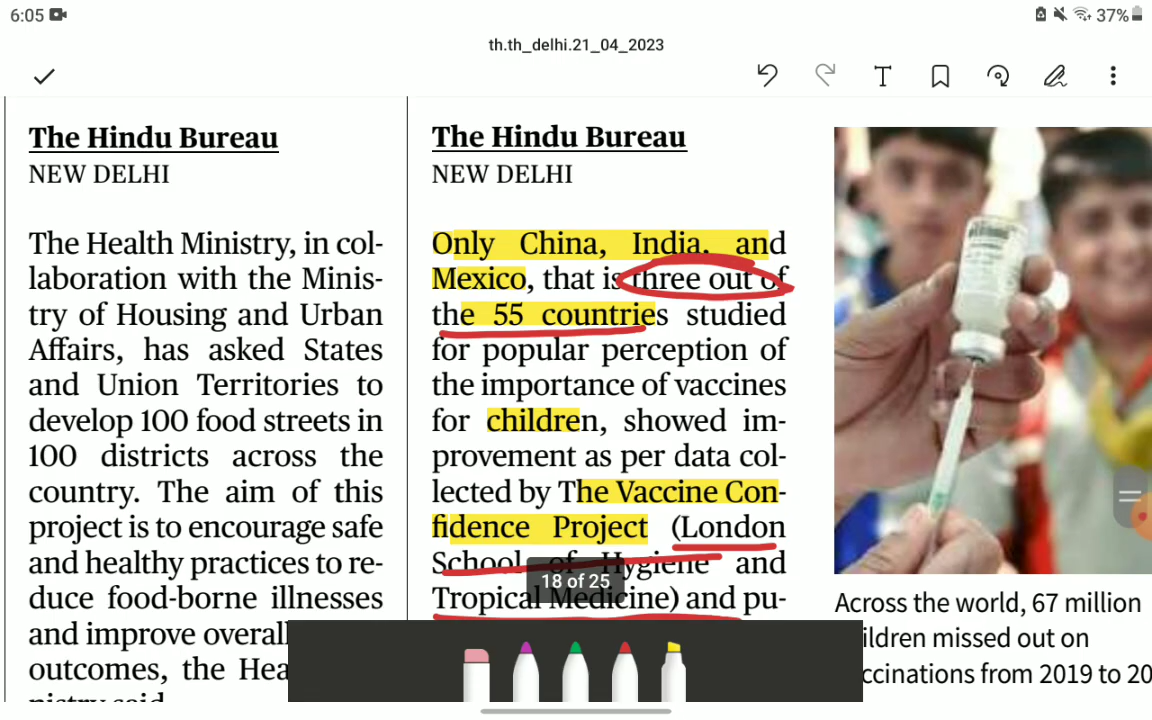 6:05
37%
th.th_delhi.21_04_2023
The Hindu Bureau
NEW DELHI
The Health Ministry, in col-
laboration with the Minis-
try of Housing and Urban
Affairs, has asked States
and Union Territories to
develop 100 food streets in
100 districts across the
country. The aim of this
project is to encourage safe
and healthy practices to re-
duce food-borne illnesses
and improve overall
outcomes, the Hea
nistry said
The Hindu Bureau
NEW DELHI
Only China, India, and
Mexico, that is three out of
the 55 countries studied
for popular perception of
the importance of vaccines
for children, showed im-
provement as per data col-
lected by The Vaccine Con-
fidence Project (London
School of Hygiene and
Tropical Medicine) and pu-
18 of 25
Across the world, 67 million
ildren missed out on
ccinations from 2019 to 20